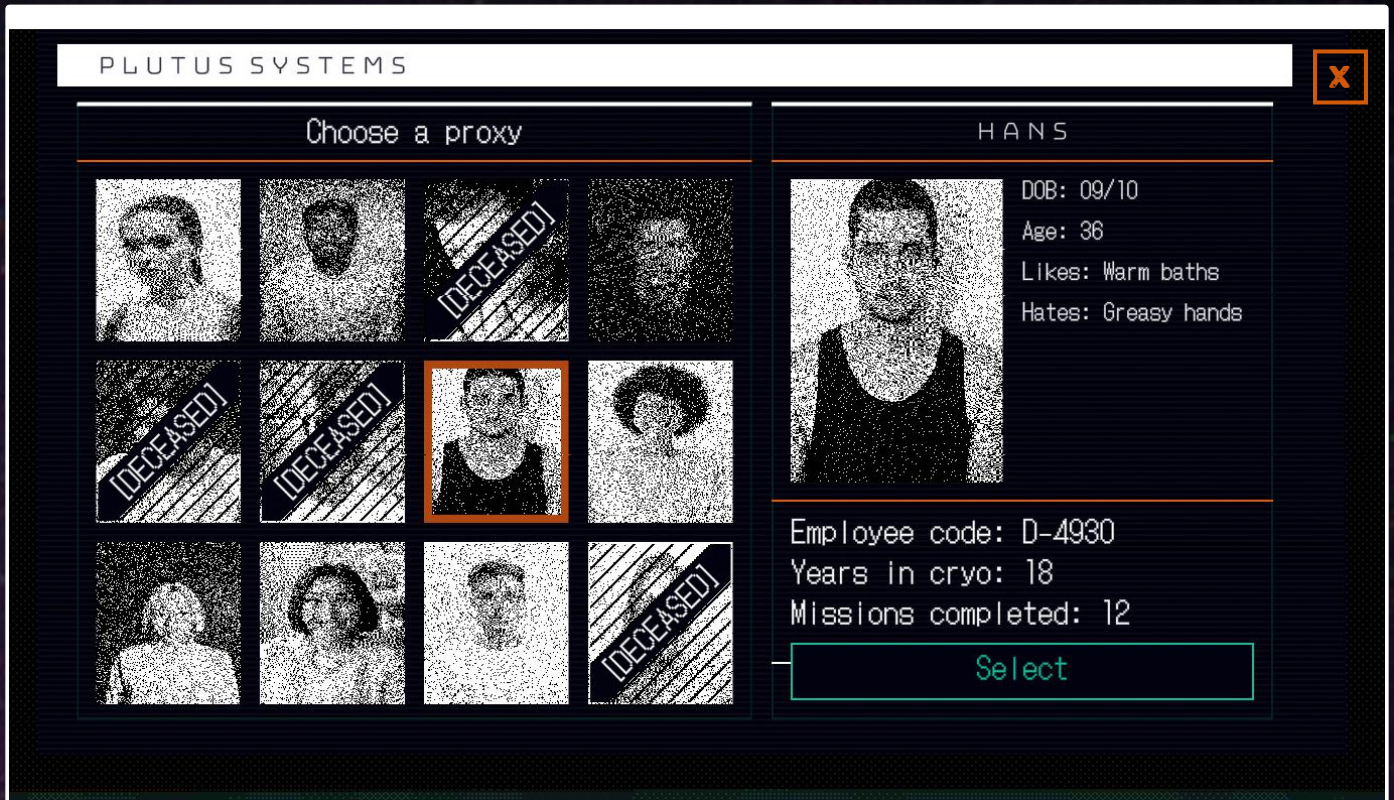 PLUTUS SYSTEMS
X
Choose a proxy
[DECEASED]
[DECEASED]
[DECEASED]
[DECEASED]
HANS
DOB: 09/10
Age: 36
Likes: Warm baths
Hates: Greasy hands
Employee code: D-4930
Years in cryo: 18
Missions completed: 12
Select